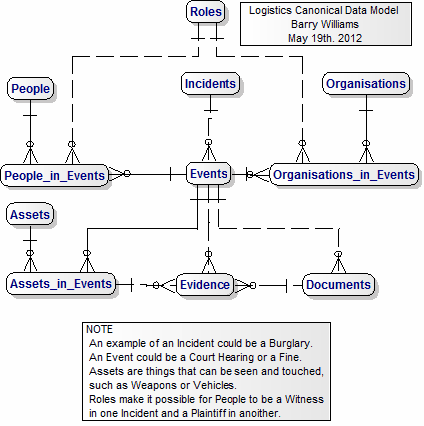 Roles
Logistics Canonical Data Model
Barry Williams
May 19th. 2012
People
Incidents
Organisations
People_in_Events
Events
Organisations_in_Events
Assets
Assets_in_Events
Evidence
Documents
NOTE
An example of an Incident could be a Burglary.
An Event could be a Court Hearing or a Fine.
Assets are things that can be seen and touched,
such as Weapons or Vehicles.
Roles make it possible for People to be a Witness
in one Incident and a Plaintiff in anoither.